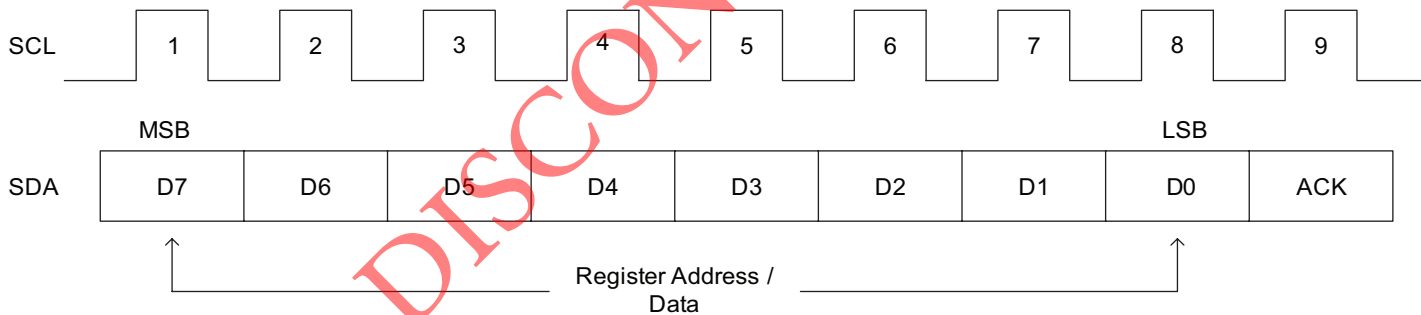 SCL 1 2 3 4 5 6 7 8 9
MSB LSB
SDA D7 D6 D5 D4 D3 D2 D1 D0 ACK
Register Address /
Data
DISCON